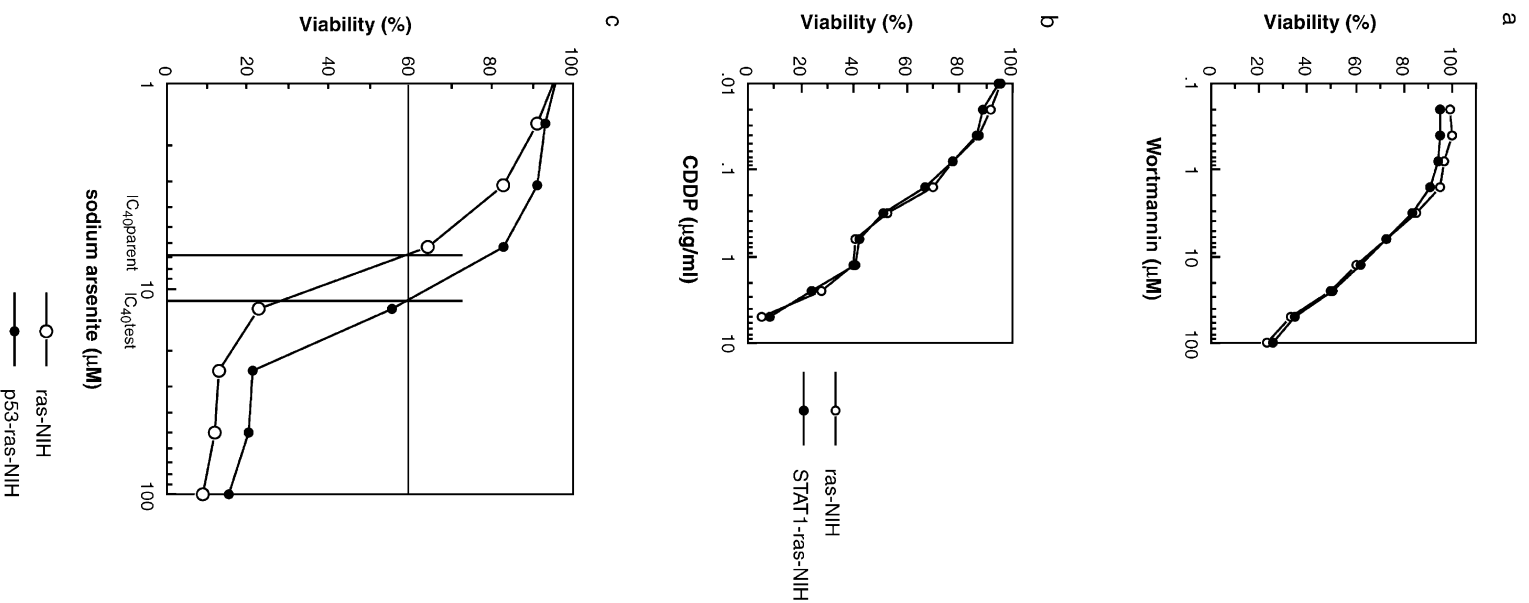 a
Viability (%)
100
80
60
40
20
0
.1
1
10
100
Wortmannin (μM)
b
Viability (%)
100
80
60
40
20
0
.01
.1
1
10
CDDP (μg/ml)
ras-NIH
STAT1-ras-NIH
c
Viability (%)
100
80
60
40
20
0
1
10
100
IC40parent
IC40test
sodium arsenite (μM)
ras-NIH
p53-ras-NIH